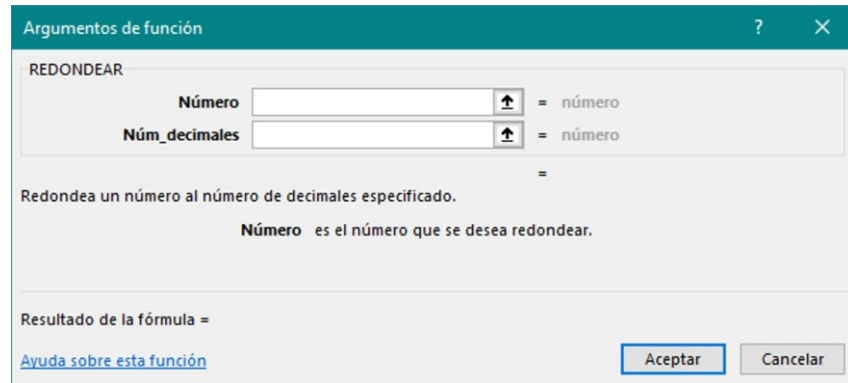 Argumentos de función ? ×
REDONDEAR
Número = número
Núm_decimales = número
=
Redondea un número al número de decimales especificado.
Número es el número que se desea redondear.
Resultado de la fórmula =
Ayuda sobre esta función Aceptar Cancelar